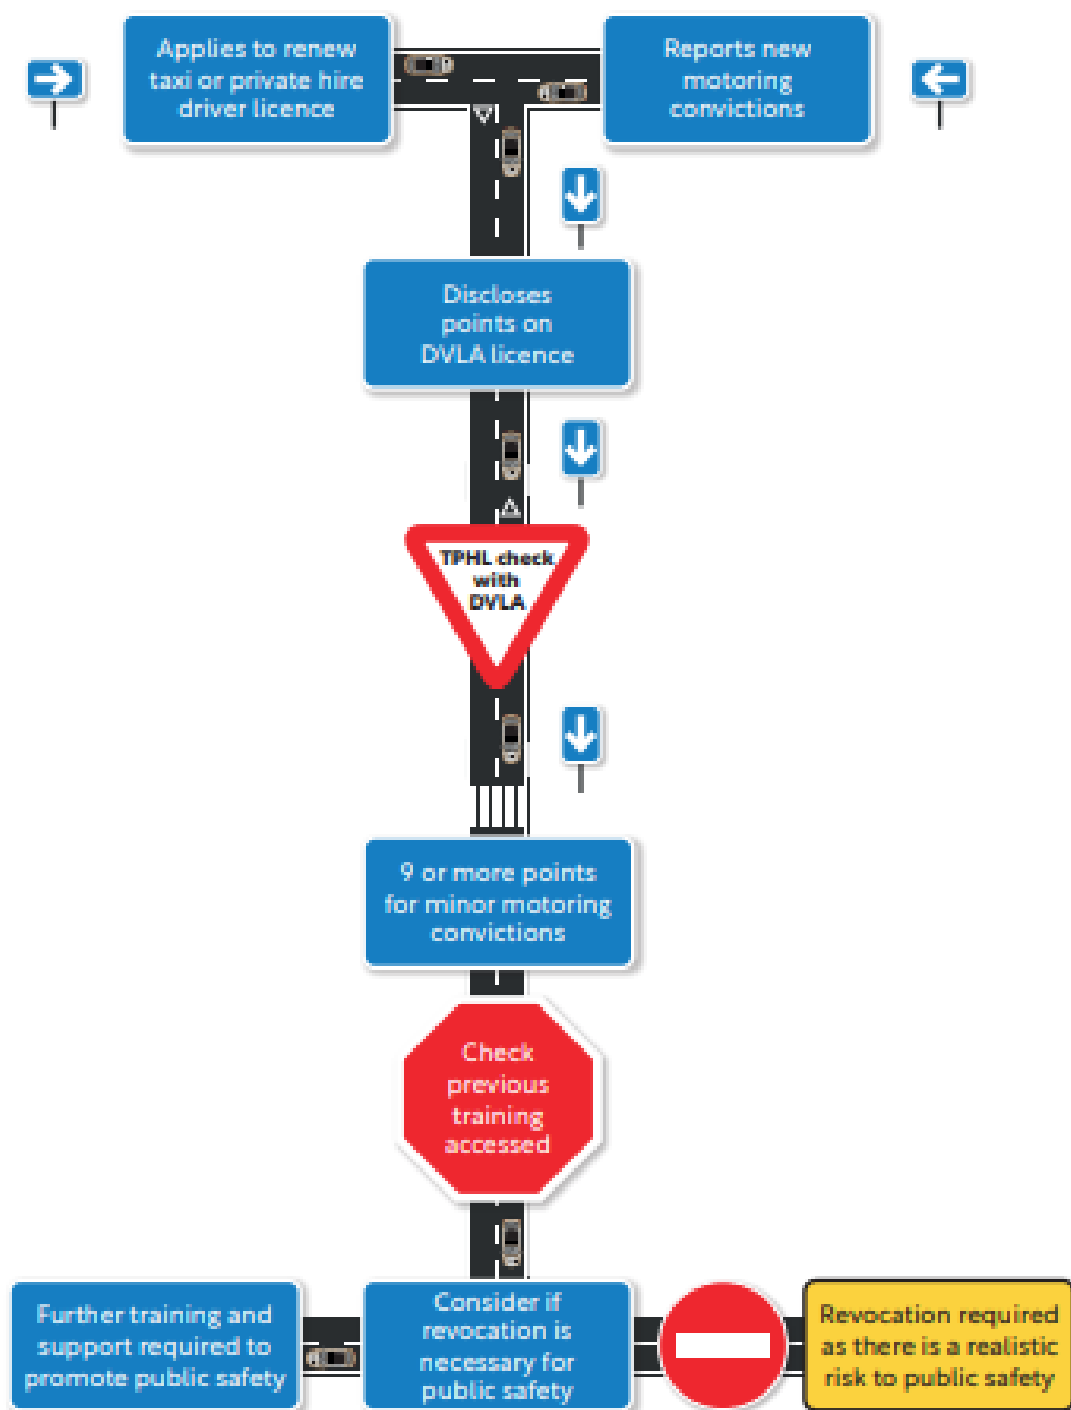 Applies to renew
taxi or private hire
driver licence
Reports new
motoring
convictions
Discloses
points on
DVLA licence
TPHL check
with
DVLA
9 or more points
for minor motoring
convictions
Check
previous
training
accessed
Further training and
support required to
promote public safety
Consider if
revocation is
necessary for
public safety
Revocation required
as there is a realistic
risk to public safety